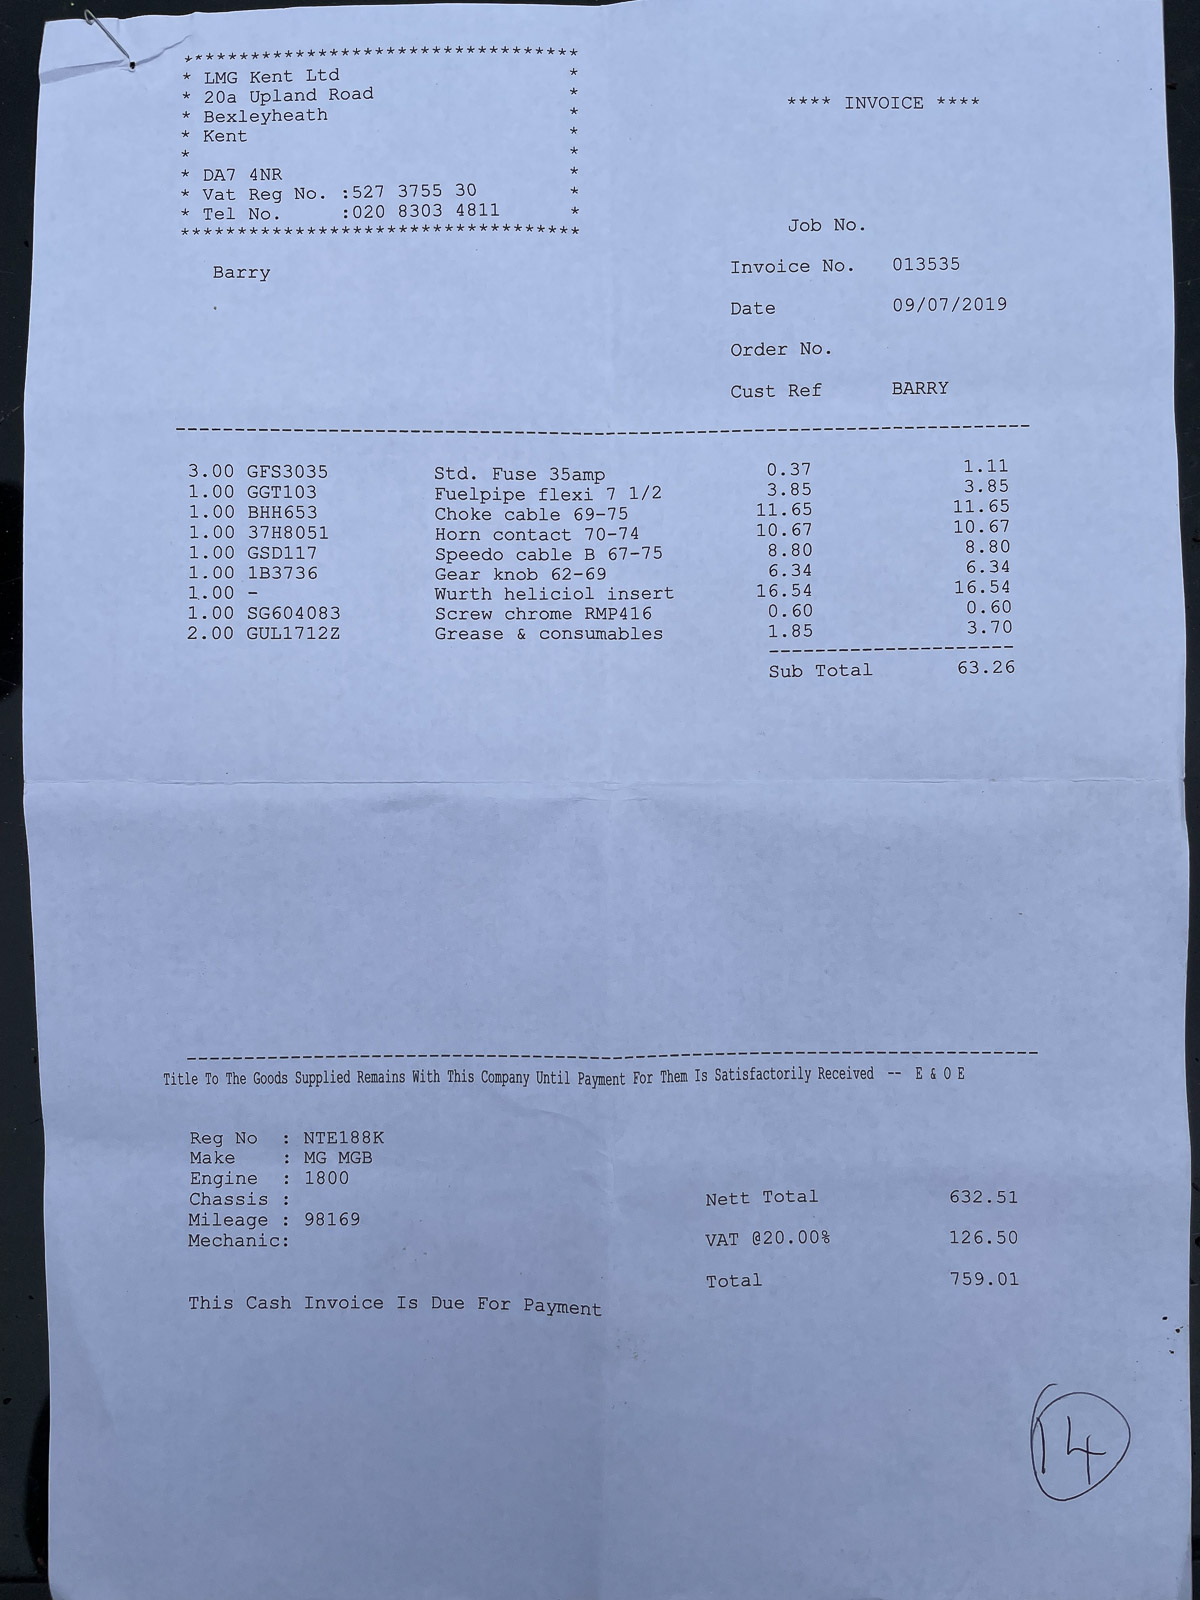 ***********************************
* LMG Kent Ltd *
* 20a Upland Road *
* Bexleyheath *
* Kent *
* *
* DA7 4NR *
* Vat Reg No. :527 3755 30 *
* Tel No. :020 8303 4811 *
***********************************
**** INVOICE ****
Job No.
Barry
Invoice No. 013535
Date 09/07/2019
Order No.
Cust Ref BARRY
3.00 GFS3035 Std. Fuse 35amp 0.37 1.11
1.00 GGT103 Fuelpipe flexi 7 1/2 3.85 3.85
1.00 BHH653 Choke cable 69-75 11.65 11.65
1.00 37H8051 Horn contact 70-74 10.67 10.67
1.00 GSD117 Speedo cable B 67-75 8.80 8.80
1.00 1B3736 Gear knob 62-69 6.34 6.34
1.00 - Wurth heliciol insert 16.54 16.54
1.00 SG604083 Screw chrome RMP416 0.60 0.60
2.00 GUL1712Z Grease & consumables 1.85 3.70
Sub Total 63.26
Title To The Goods Supplied Remains With This Company Until Payment For Them Is Satisfactorily Received -- E & O E
Reg No : NTE188K
Make : MG MGB
Engine : 1800
Chassis :
Mileage : 98169
Mechanic:
Nett Total 632.51
VAT @20.00% 126.50
Total 759.01
This Cash Invoice Is Due For Payment
14